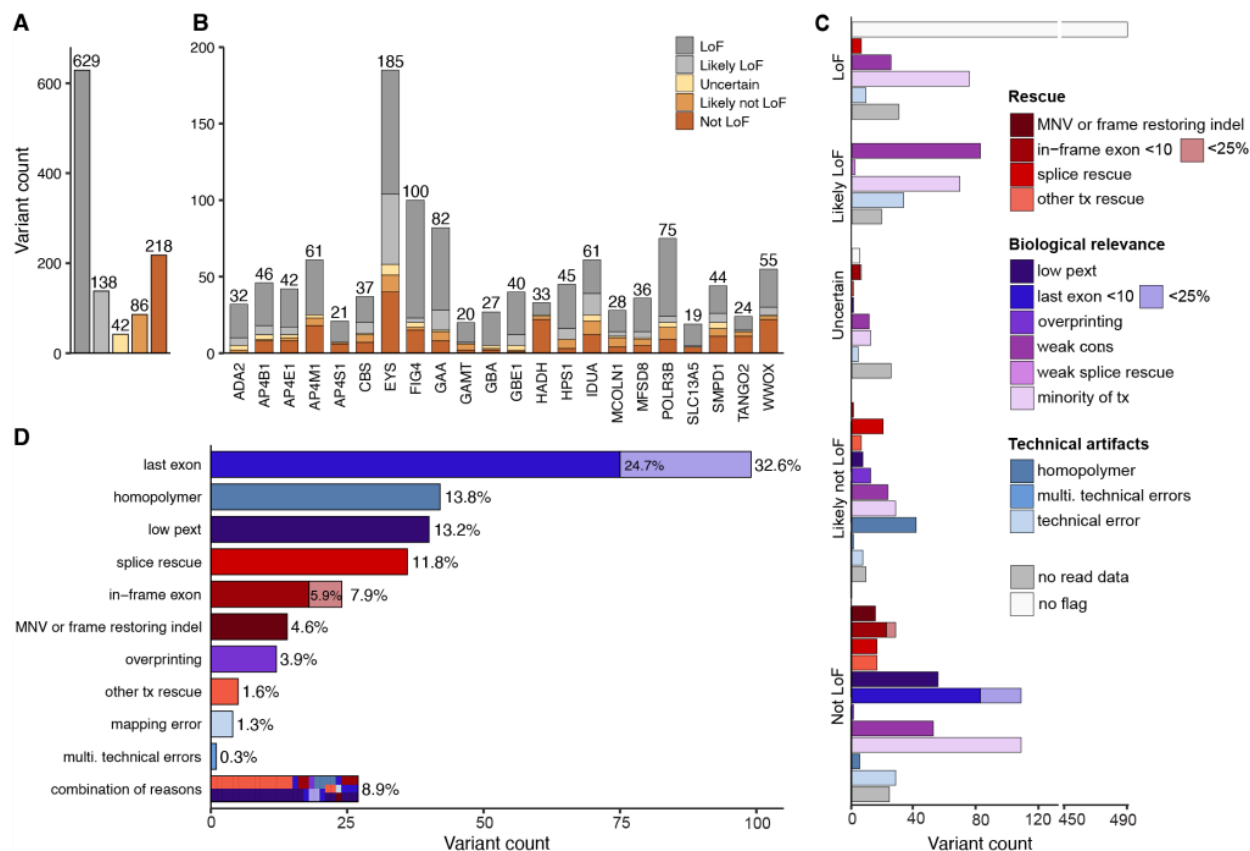 A
Variant count
600
400
200
0
629
138
42
86
218
B
200
150
100
50
0
LoF
Likely LoF
Uncertain
Likely not LoF
Not LoF
32
46
42
61
21
37
185
100
82
20
27
40
33
45
61
28
36
75
19
44
24
55
ADA2
AP4B1
AP4E1
AP4M1
AP4S1
CBS
EYS
FIG4
GAA
GAMT
GBA
GBE1
HADH
HPS1
IDUA
MCOLN1
MFSD8
POLR3B
SLC13A5
SMPD1
TANGO2
WWOX
C
LoF
Likely LoF
Uncertain
Likely not LoF
Not LoF
0 40 80 120 450 490
Variant count
Rescue
MNV or frame restoring indel
in-frame exon <10 <25%
splice rescue
other tx rescue
Biological relevance
low pext
last exon <10 <25%
overprinting
weak cons
weak splice rescue
minority of tx
Technical artifacts
homopolymer
multi. technical errors
technical error
no read data
no flag
D
last exon 24.7% 32.6%
homopolymer 13.8%
low pext 13.2%
splice rescue 11.8%
in-frame exon 5.9% 7.9%
MNV or frame restoring indel 4.6%
overprinting 3.9%
other tx rescue 1.6%
mapping error 1.3%
multi. technical errors 0.3%
combination of reasons 8.9%
0 25 50 75 100
Variant count